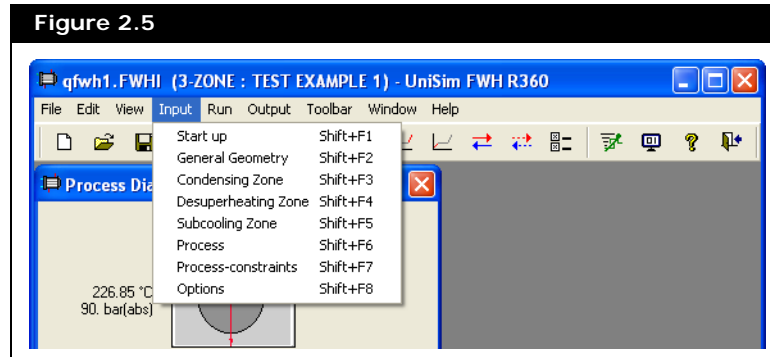 Figure 2.5
qfwh1.FWHI (3-ZONE : TEST EXAMPLE 1) - UniSim FWH R360
File Edit View Input Run Output Toolbar Window Help
Start up Shift+F1
General Geometry Shift+F2
Condensing Zone Shift+F3
Desuperheating Zone Shift+F4
Subcooling Zone Shift+F5
Process Shift+F6
Process-constraints Shift+F7
Options Shift+F8
Process Dia
226.85 °C
90. bar(abs)